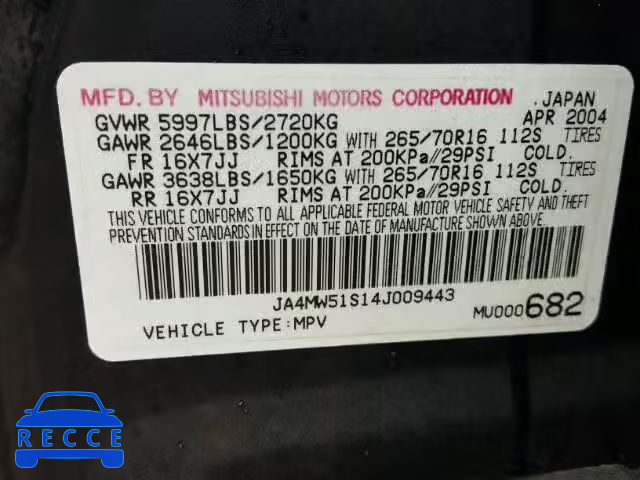 MFD. BY MITSUBISHI MOTORS CORPORATION JAPAN
GVWR 5997LBS/2720KG APR 2004
GAWR 2646LBS/1200KG WITH 265/70R16 112S TIRES
FR 16X7JJ RIMS AT 200KPa//29PSI COLD.
GAWR 3638LBS/1650KG WITH 265/70R16 112S TIRES
RR 16X7JJ RIMS AT 200KPa//29PSI COLD.
THIS VEHICLE CONFORMS TO ALL APPLICABLE FEDERAL MOTOR VEHICLE SAFETY AND THEFT
PREVENTION STANDARDS IN EFFECT ON THE DATE OF MANUFACTURE SHOWN ABOVE.
JA4MW51S14J009443
VEHICLE TYPE:MPV MU000682
RECCE